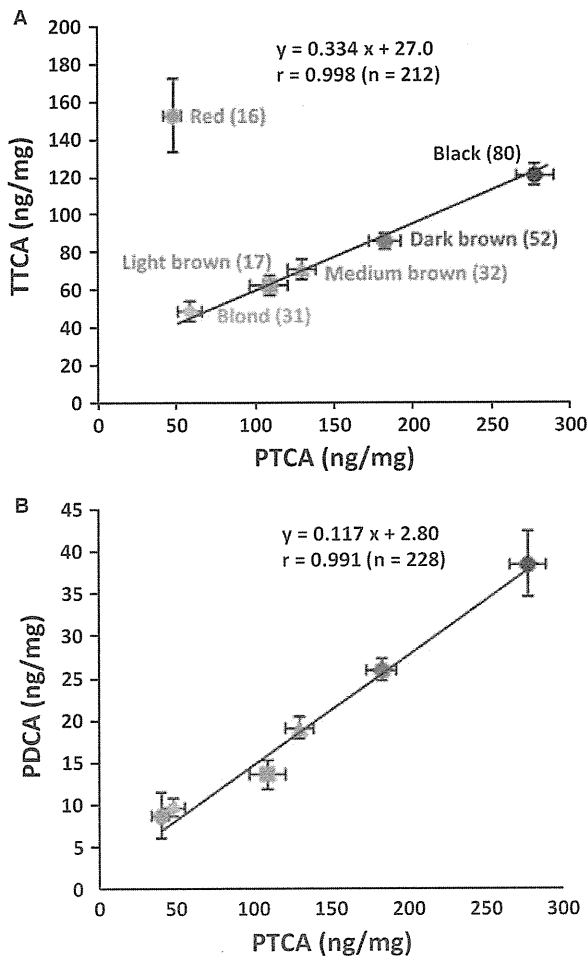 A
y = 0.334 x + 27.0
r = 0.998 (n = 212)
TTCA (ng/mg)
200
180
160
140
120
100
80
60
40
20
0
Red (16)
Black (80)
Dark brown (52)
Light brown (17)
Medium brown (32)
Blond (31)
0 50 100 150 200 250 300
PTCA (ng/mg)
B
y = 0.117 x + 2.80
r = 0.991 (n = 228)
PDCA (ng/mg)
45
40
35
30
25
20
15
10
5
0
0 50 100 150 200 250 300
PTCA (ng/mg)